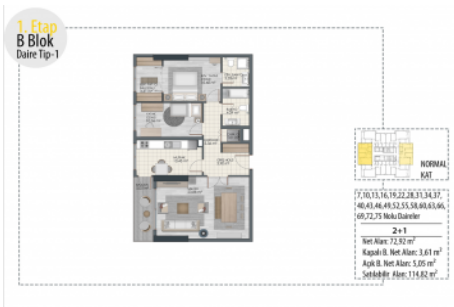 1. Etap
B Blok
Daire Tip-1
NORMAL
KAT
7,10,13,16,19,22,28,31,34,37,
40,43,46,49,52,55,58,60,63,66,
69,72,75 Nolu Daireler
2+1
Net Alan: 72,92 m²
Kapalı B. Net Alan: 3,61 m²
Açık B. Net Alan: 5,05 m²
Satılabilir Alan: 114,82 m²